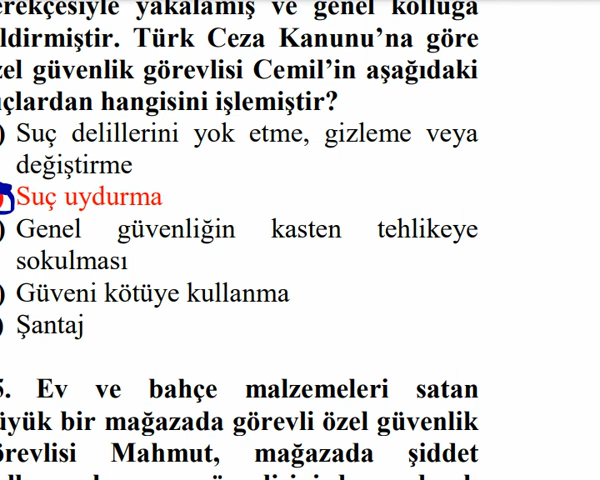 erekçesiyle yakalamış ve genel kolluğa
ldirmiştir. Türk Ceza Kanunu’na göre
zel güvenlik görevlisi Cemil’in aşağıdaki
çlardan hangisini işlemiştir?
) Suç delillerini yok etme, gizleme veya
değiştirme
Suç uydurma
) Genel güvenliğin kasten tehlikeye
sokulması
) Güveni kötüye kullanma
) Şantaj
5. Ev ve bahçe malzemeleri satan
üyük bir mağazada görevli özel güvenlik
örevlisi Mahmut, mağazada şiddet